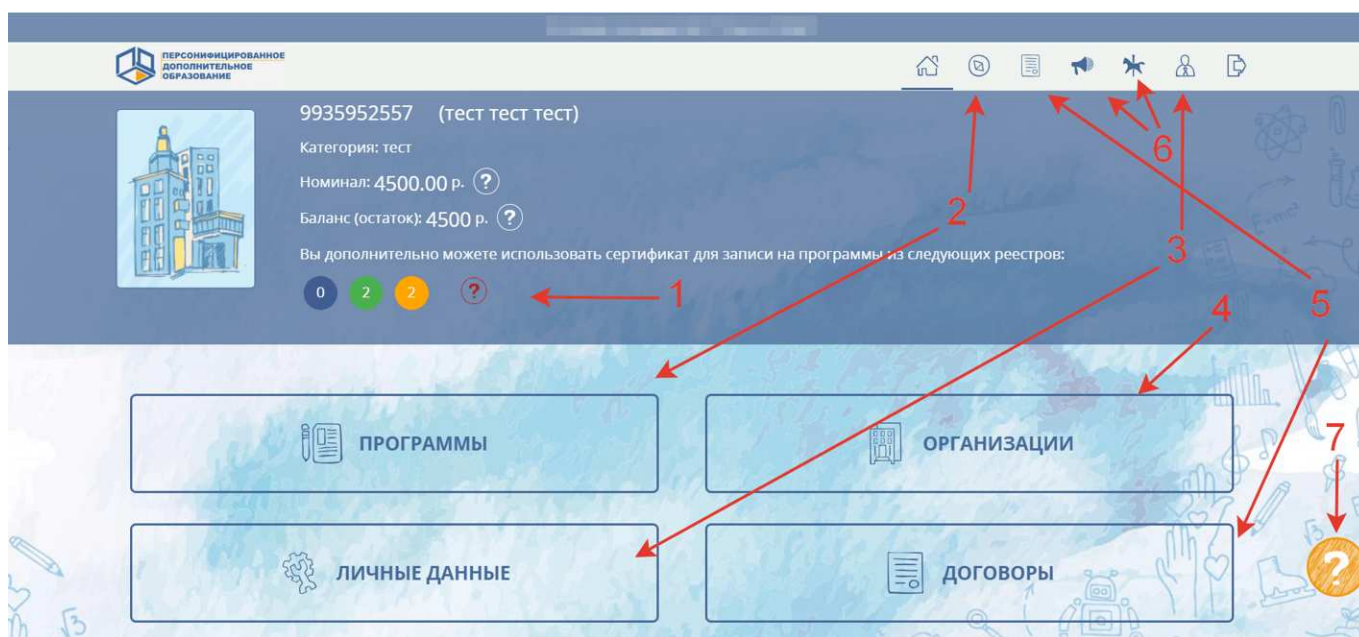 ПЕРСОНИФИЦИРОВАННОЕ
ДОПОЛНИТЕЛЬНОЕ
ОБРАЗОВАНИЕ
9935952557 (тест тест тест)
Категория: тест
6
Номинал: 4500.00 р. ?
2
Баланс (остаток): 4500 р. ?
3
Вы дополнительно можете использовать сертификат для записи на программы из следующих реестров:
0 2 2 ? 1
4 5
ПРОГРАММЫ
ОРГАНИЗАЦИИ
7
ЛИЧНЫЕ ДАННЫЕ
ДОГОВОРЫ
?